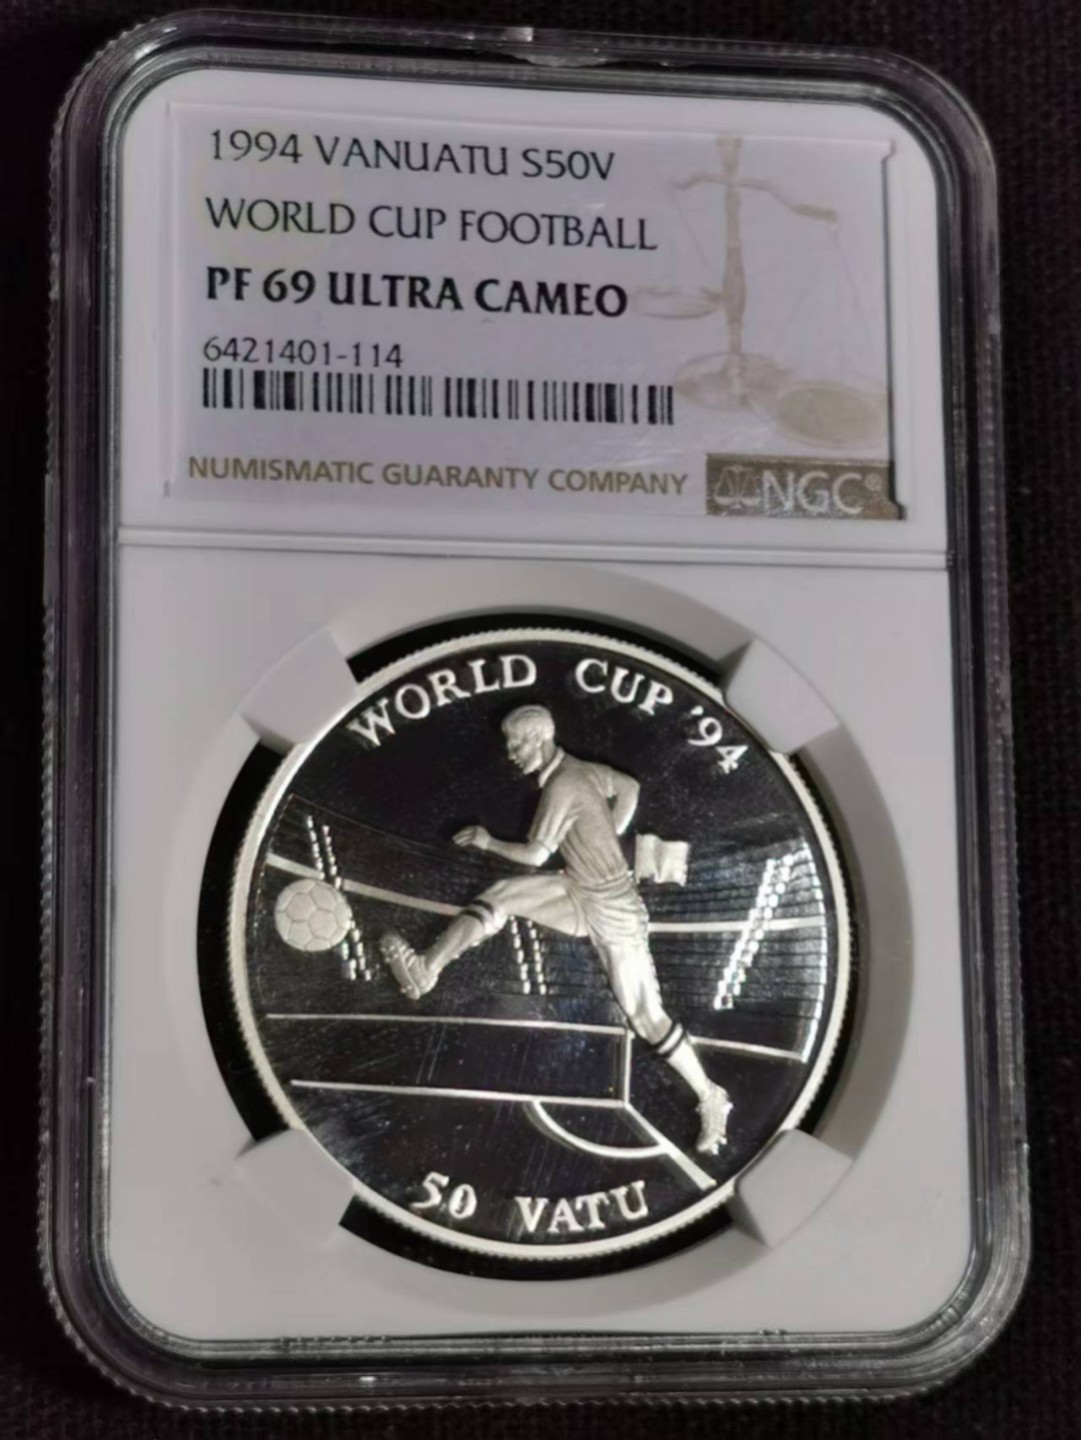 1994 VANUATU S50V
WORLD CUP FOOTBALL
PF 69 ULTRA CAMEO
6421401-114
NUMISMATIC GUARANTY COMPANY
NGC®
WORLD CUP '94
50 VATU